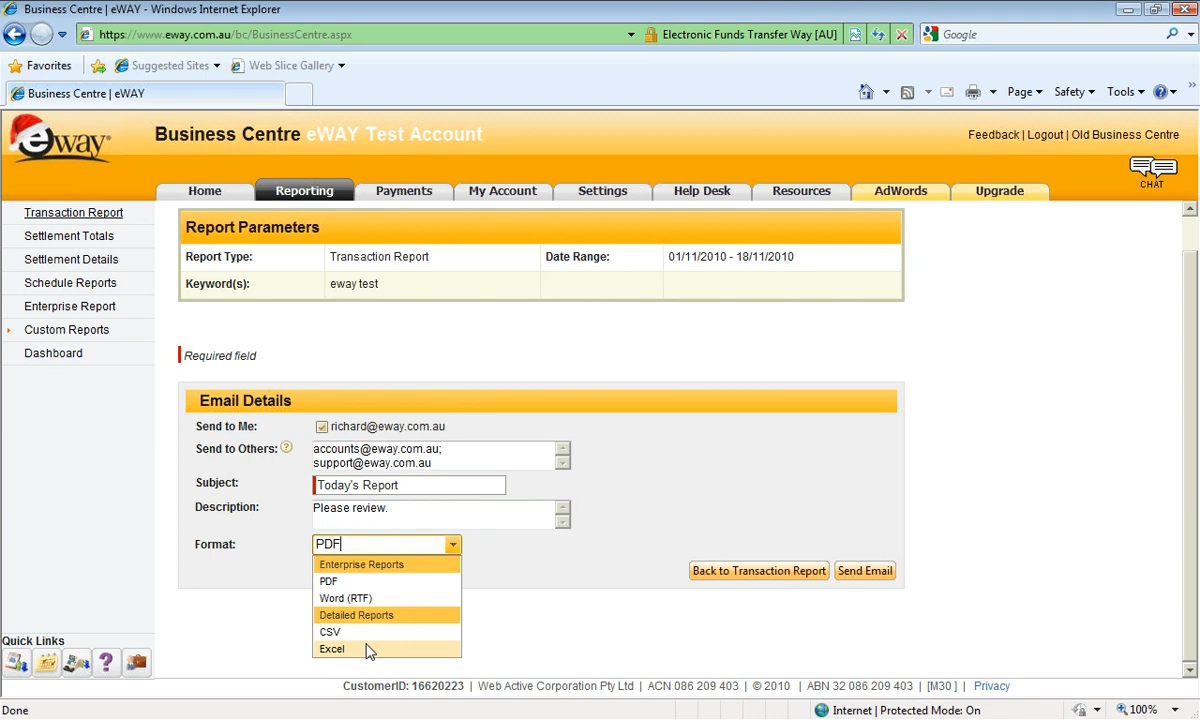 Business Centre | eWAY - Windows Internet Explorer
https://www.eway.com.au/bc/BusinessCentre.aspx
Electronic Funds Transfer Way [AU]
Google
Favorites
Suggested Sites
Web Slice Gallery
Business Centre | eWAY
Page
Safety
Tools
eway
Business Centre eWAY Test Account
Feedback | Logout | Old Business Centre
CHAT
Home
Reporting
Payments
My Account
Settings
Help Desk
Resources
AdWords
Upgrade
Transaction Report
Settlement Totals
Settlement Details
Schedule Reports
Enterprise Report
Custom Reports
Dashboard
Report Parameters
Report Type: Transaction Report Date Range: 01/11/2010 - 18/11/2010
Keyword(s): eway test
Required field
Email Details
Send to Me: richard@eway.com.au
Send to Others: accounts@eway.com.au;
support@eway.com.au
Subject: Today's Report
Description: Please review.
Format: PDF
Enterprise Reports
PDF
Word (RTF)
Detailed Reports
CSV
Excel
Back to Transaction Report
Send Email
Quick Links
CustomerID: 16620223 | Web Active Corporation Pty Ltd | ACN 086 209 403 | © 2010 | ABN 32 086 209 403 | [M30 ] | Privacy
Done
Internet | Protected Mode: On
100%